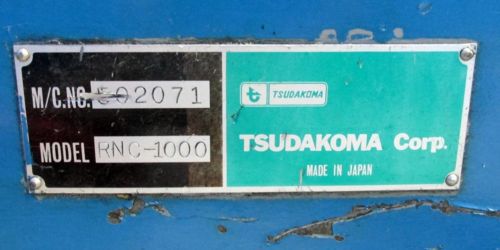 M/C.NO. 502071
MODEL RNC-1000
t TSUDAKOMA
TSUDAKOMA Corp.
MADE IN JAPAN